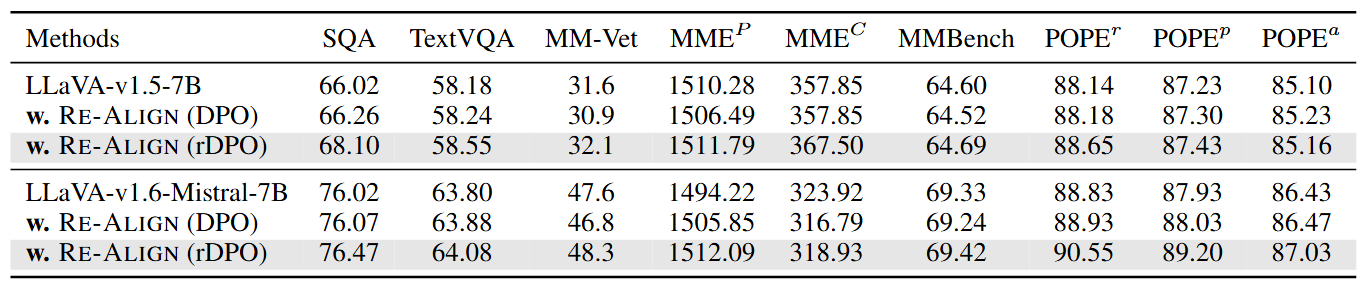 Methods SQA TextVQA MM-Vet MME^P MME^C MMBench POPE^r POPE^p POPE^a
LLaVA-v1.5-7B 66.02 58.18 31.6 1510.28 357.85 64.60 88.14 87.23 85.10
w. RE-ALIGN (DPO) 66.26 58.24 30.9 1506.49 357.85 64.52 88.18 87.30 85.23
w. RE-ALIGN (rDPO) 68.10 58.55 32.1 1511.79 367.50 64.69 88.65 87.43 85.16
LLaVA-v1.6-Mistral-7B 76.02 63.80 47.6 1494.22 323.92 69.33 88.83 87.93 86.43
w. RE-ALIGN (DPO) 76.07 63.88 46.8 1505.85 316.79 69.24 88.93 88.03 86.47
w. RE-ALIGN (rDPO) 76.47 64.08 48.3 1512.09 318.93 69.42 90.55 89.20 87.03